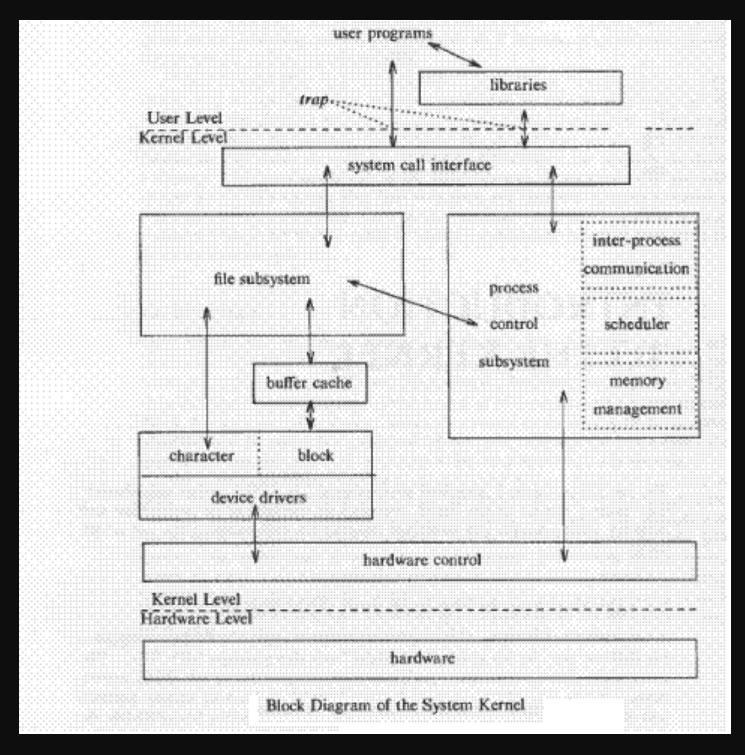 user programs
libraries
trap
User Level
Kernel Level
system call interface
inter-process
communication
file subsystem
process
control
subsystem
scheduler
memory
management
buffer cache
character
block
device drivers
hardware control
Kernel Level
Hardware Level
hardware
Block Diagram of the System Kernel